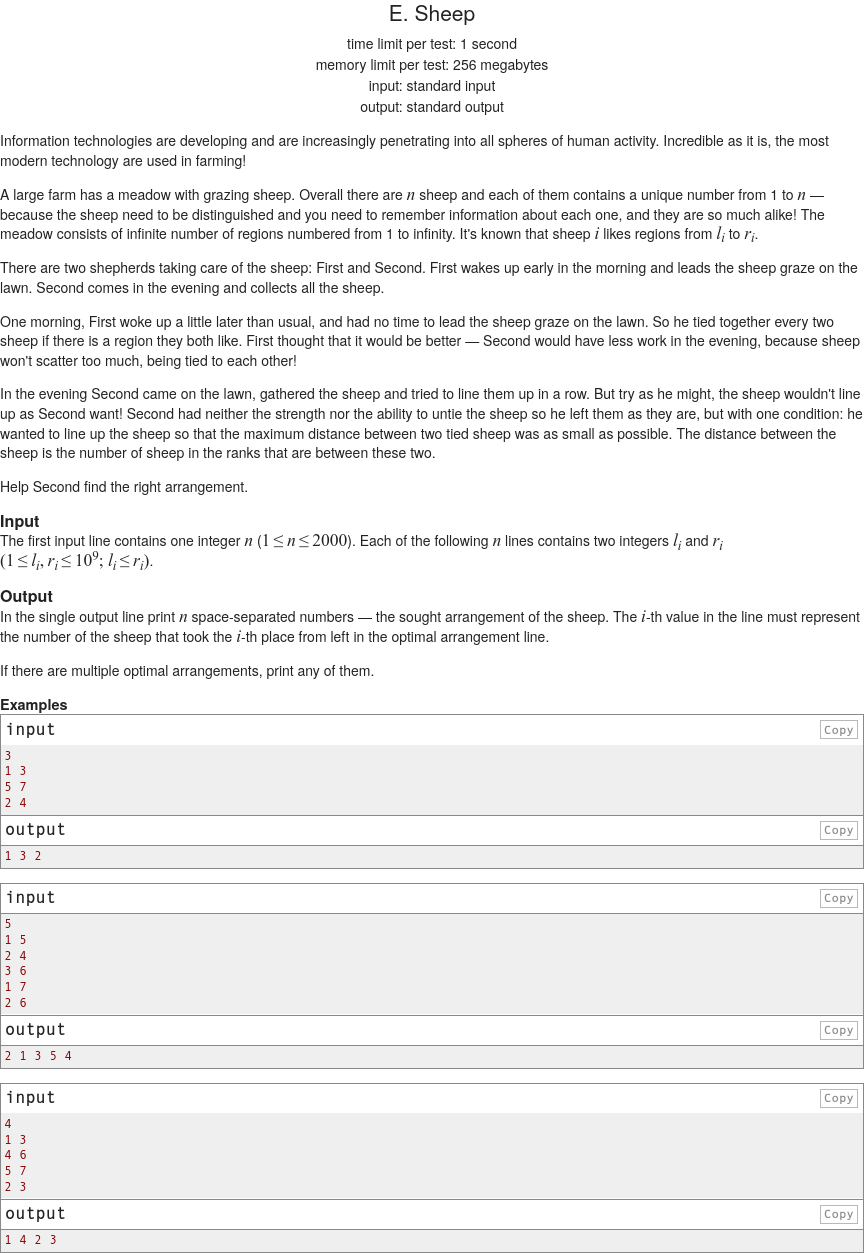 E. Sheep
time limit per test: 1 second
memory limit per test: 256 megabytes
input: standard input
output: standard output
Information technologies are developing and are increasingly penetrating into all spheres of human activity. Incredible as it is, the most
modern technology are used in farming!
A large farm has a meadow with grazing sheep. Overall there are n sheep and each of them contains a unique number from 1 to n —
because the sheep need to be distinguished and you need to remember information about each one, and they are so much alike! The
meadow consists of infinite number of regions numbered from 1 to infinity. It's known that sheep i likes regions from l_i to r_i.
There are two shepherds taking care of the sheep: First and Second. First wakes up early in the morning and leads the sheep graze on the
lawn. Second comes in the evening and collects all the sheep.
One morning, First woke up a little later than usual, and had no time to lead the sheep graze on the lawn. So he tied together every two
sheep if there is a region they both like. First thought that it would be better — Second would have less work in the evening, because sheep
won't scatter too much, being tied to each other!
In the evening Second came on the lawn, gathered the sheep and tried to line them up in a row. But try as he might, the sheep wouldn't line
up as Second want! Second had neither the strength nor the ability to untie the sheep so he left them as they are, but with one condition: he
wanted to line up the sheep so that the maximum distance between two tied sheep was as small as possible. The distance between the
sheep is the number of sheep in the ranks that are between these two.
Help Second find the right arrangement.
Input
The first input line contains one integer n (1 ≤ n ≤ 2000). Each of the following n lines contains two integers l_i and r_i
(1 ≤ l_i, r_i ≤ 10^9; l_i ≤ r_i).
Output
In the single output line print n space-separated numbers — the sought arrangement of the sheep. The i-th value in the line must represent
the number of the sheep that took the i-th place from left in the optimal arrangement line.
If there are multiple optimal arrangements, print any of them.
Examples
input Copy
3
1 3
5 7
2 4
output Copy
1 3 2
input Copy
5
1 5
2 4
3 6
1 7
2 6
output Copy
2 1 3 5 4
input Copy
4
1 3
4 6
5 7
2 3
output Copy
1 4 2 3